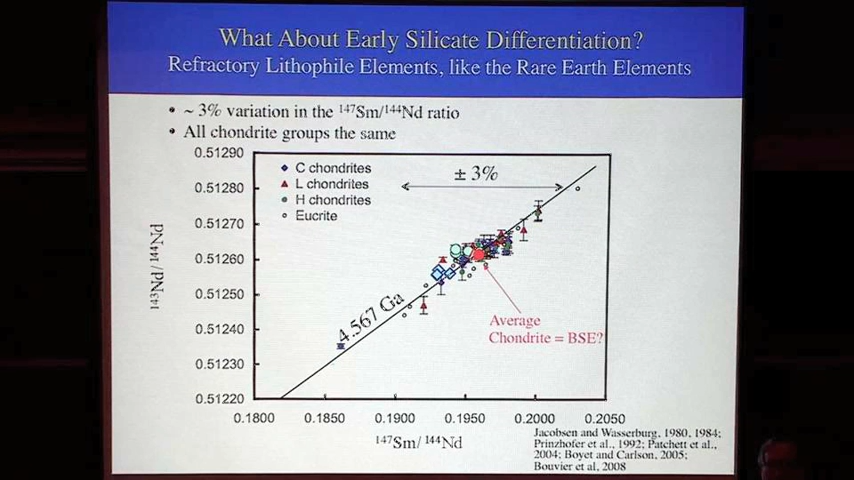 What About Early Silicate Differentiation?
Refractory Lithophile Elements, like the Rare Earth Elements
• ~ 3% variation in the ¹⁴⁷Sm/¹⁴⁴Nd ratio
• All chondrite groups the same
0.51290
0.51280
0.51270
0.51260
0.51250
0.51240
0.51230
0.51220
¹⁴³Nd/ ¹⁴⁴Nd
C chondrites
L chondrites
H chondrites
Eucrite
± 3%
4.567 Ga
Average
Chondrite = BSE?
0.1800 0.1850 0.1900 0.1950 0.2000 0.2050
¹⁴⁷Sm/ ¹⁴⁴Nd
Jacobsen and Wasserburg, 1980, 1984;
Prinzhofer et al., 1992; Patchett et al.,
2004; Boyet and Carlson, 2005;
Bouvier et al, 2008